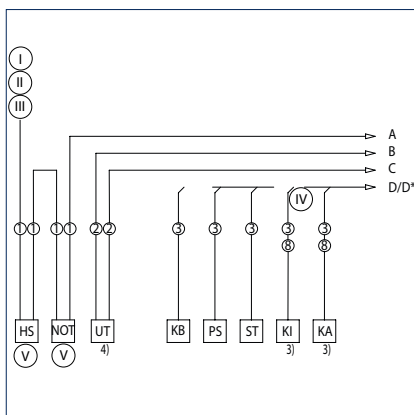 I
II
III
A
B
C
D/D*
IV
1 1 1 1 2 2 3 3 3 3 3
8 8
HS NOT UT KB PS ST KI KA
V V 4) 3) 3)